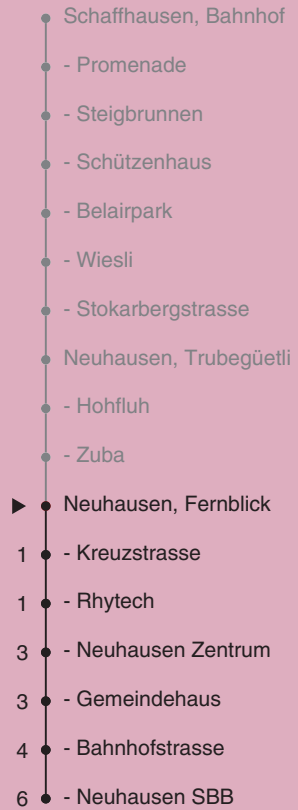 Schaffhausen, Bahnhof
- Promenade
- Steigbrunnen
- Schützenhaus
- Belairpark
- Wiesli
- Stokarbergstrasse
Neuhausen, Trubegüetli
- Hohfluh
- Zuba
Neuhausen, Fernblick
1 - Kreuzstrasse
1 - Rhytech
3 - Neuhausen Zentrum
3 - Gemeindehaus
4 - Bahnhofstrasse
6 - Neuhausen SBB